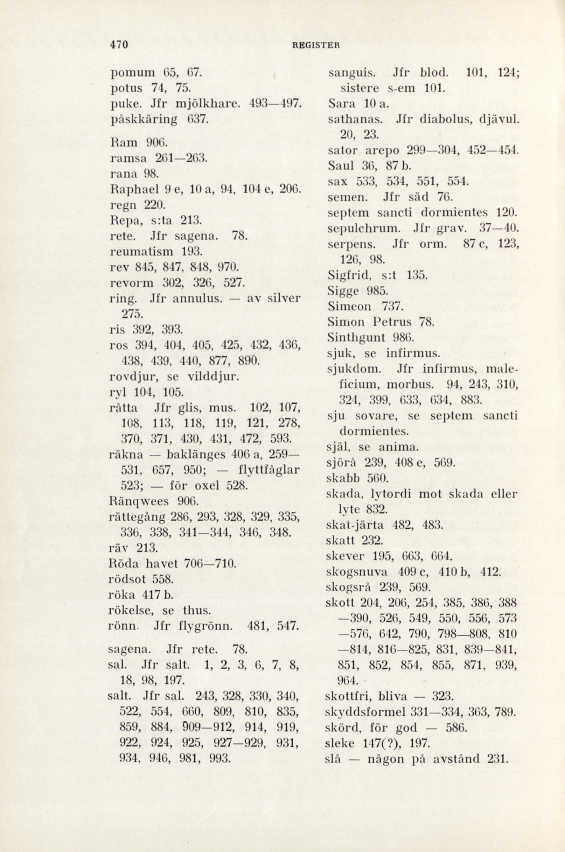 470
REGISTER
pomum 65, 67.
potus 74, 75.
puke. Jfr mjölkhare. 493—497.
påskkäring 637.
Ram 906.
ramsa 261—263.
rana 98.
Raphael 9 e, 10 a, 94, 104 e, 206.
regn 220.
Repa, s:ta 213.
rete. Jfr sagena. 78.
reumatism 193.
rev 845, 847, 848, 970.
revorm 302, 326, 527.
ring. Jfr annulus. — av silver
275.
ris 392, 393.
ros 394, 404, 405, 425, 432, 436,
438, 439, 440, 877, 890.
rovdjur, se vilddjur.
ryl 104, 105.
råtta Jfr glis, mus. 102, 107,
108, 113, 118, 119, 121, 278,
370, 371, 430, 431, 472, 593.
räkna — baklänges 406 a, 259—
531, 657, 950; — flyttfåglar
523; — för oxel 528.
Ränqwees 906.
rättegång 286, 293, 328, 329, 335,
336, 338, 341—344, 346, 348.
räv 213.
Röda havet 706—710.
rödsot 558.
röka 417 b.
rökelse, se thus.
rönn. Jfr flygrönn. 481, 547.
sagena. Jfr rete. 78.
sal. Jfr salt. 1, 2, 3, 6, 7, 8,
18, 98, 197.
salt. Jfr sal. 243, 328, 330, 340,
522, 554, 660, 809, 810, 835,
859, 884, 909—912, 914, 919,
922, 924, 925, 927—929, 931,
934, 946, 981, 993.
sanguis. Jfr blod. 101, 124;
sistere s-em 101.
Sara 10 a.
sathanas. Jfr diabolus, djävul.
20, 23.
sator arepo 299—304, 452—454.
Saul 36, 87 b.
sax 533, 534, 551, 554.
semen. Jfr säd 76.
septem sancti dormientes 120.
sepulchrum. Jfr grav. 37—40.
serpens. Jfr orm. 87 c, 123,
126, 98.
Sigfrid, s:t 135.
Sigge 985.
Simeon 737.
Simon Petrus 78.
Sinthgunt 986.
sjuk, se infirmus.
sjukdom. Jfr infirmus, male-
ficium, morbus. 94, 243, 310,
324, 399, 633, 634, 883.
sju sovare, se septem sancti
dormientes.
själ, se anima.
sjörå 239, 408 e, 569.
skabb 560.
skada, lytordi mot skada eller
lyte 832.
skat-järta 482, 483.
skatt 232.
skever 195, 663, 664.
skogsnuva 409 c, 410 b, 412.
skogsrå 239, 569.
skott 204, 206, 254, 385, 386, 388
—390, 526, 549, 550, 556, 573
—576, 642, 790, 798—808, 810
—814, 816—825, 831, 839—841,
851, 852, 854, 855, 871, 939,
964.
skottfri, bliva — 323.
skyddsformel 331—334, 363, 789.
skörd, för god — 586.
sleke 147(?), 197.
slå — någon på avstånd 231.